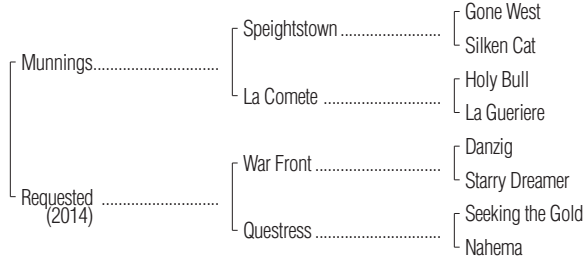 Gone West
Speightstown
Silken Cat
Munnings
Holy Bull
La Comete
La Gueriere
Danzig
War Front
Starry Dreamer
Requested
(2014)
Seeking the Gold
Questress
Nahema